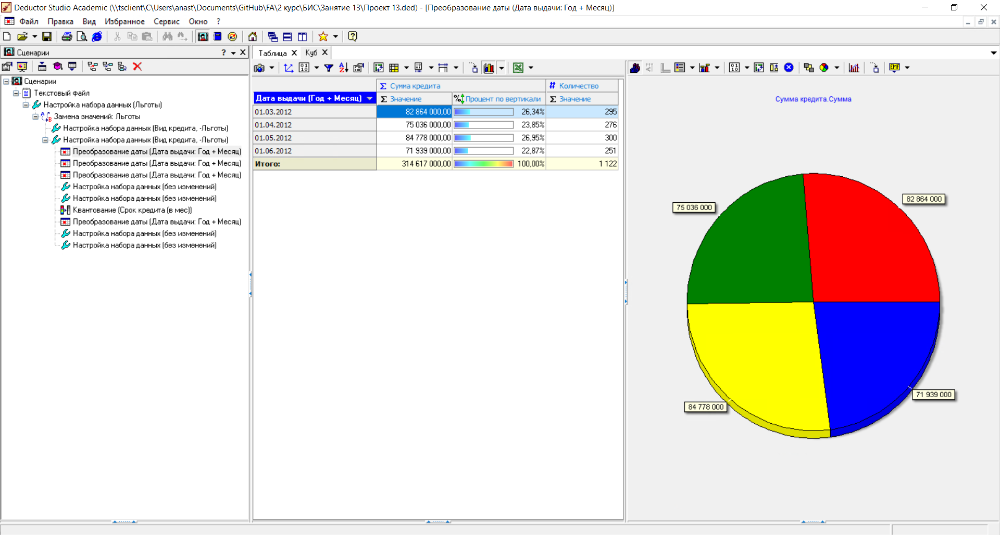 Deductor Studio Academic (\\tsclient\C\Users\anast\Documents\GitHub\FA\2 курс\БИС\Занятие 13\Проект 13.ded) - [Преобразование даты (Дата выдачи: Год + Месяц)]
Файл Правка Вид Избранное Сервис Окно ?
Сценарии ?
Таблица Куб
Сценарии
Текстовый файл
Настройка набора данных (Льготы)
Замена значений: Льготы
Настройка набора данных (Вид кредита, -Льготы)
Настройка набора данных (Вид кредита, -Льготы)
Преобразование даты (Дата выдачи: Год + Месяц)
Преобразование даты (Дата выдачи: Год + Месяц)
Преобразование даты (Дата выдачи: Год + Месяц)
Настройка набора данных (без изменений)
Настройка набора данных (без изменений)
Квантование (Срок кредита (в мес))
Преобразование даты (Дата выдачи: Год + Месяц)
Настройка набора данных (без изменений)
Настройка набора данных (без изменений)
Σ Сумма кредита # Количество
Дата выдачи (Год + Месяц) Σ Значение % Процент по вертикали Σ Значение
01.03.2012 82 864 000,00 26,34% 295
01.04.2012 75 036 000,00 23,85% 276
01.05.2012 84 778 000,00 26,95% 300
01.06.2012 71 939 000,00 22,87% 251
Итого: 314 617 000,00 100,00% 1 122
EMF
Сумма кредита.Сумма
82 864 000
75 036 000
71 939 000
84 778 000